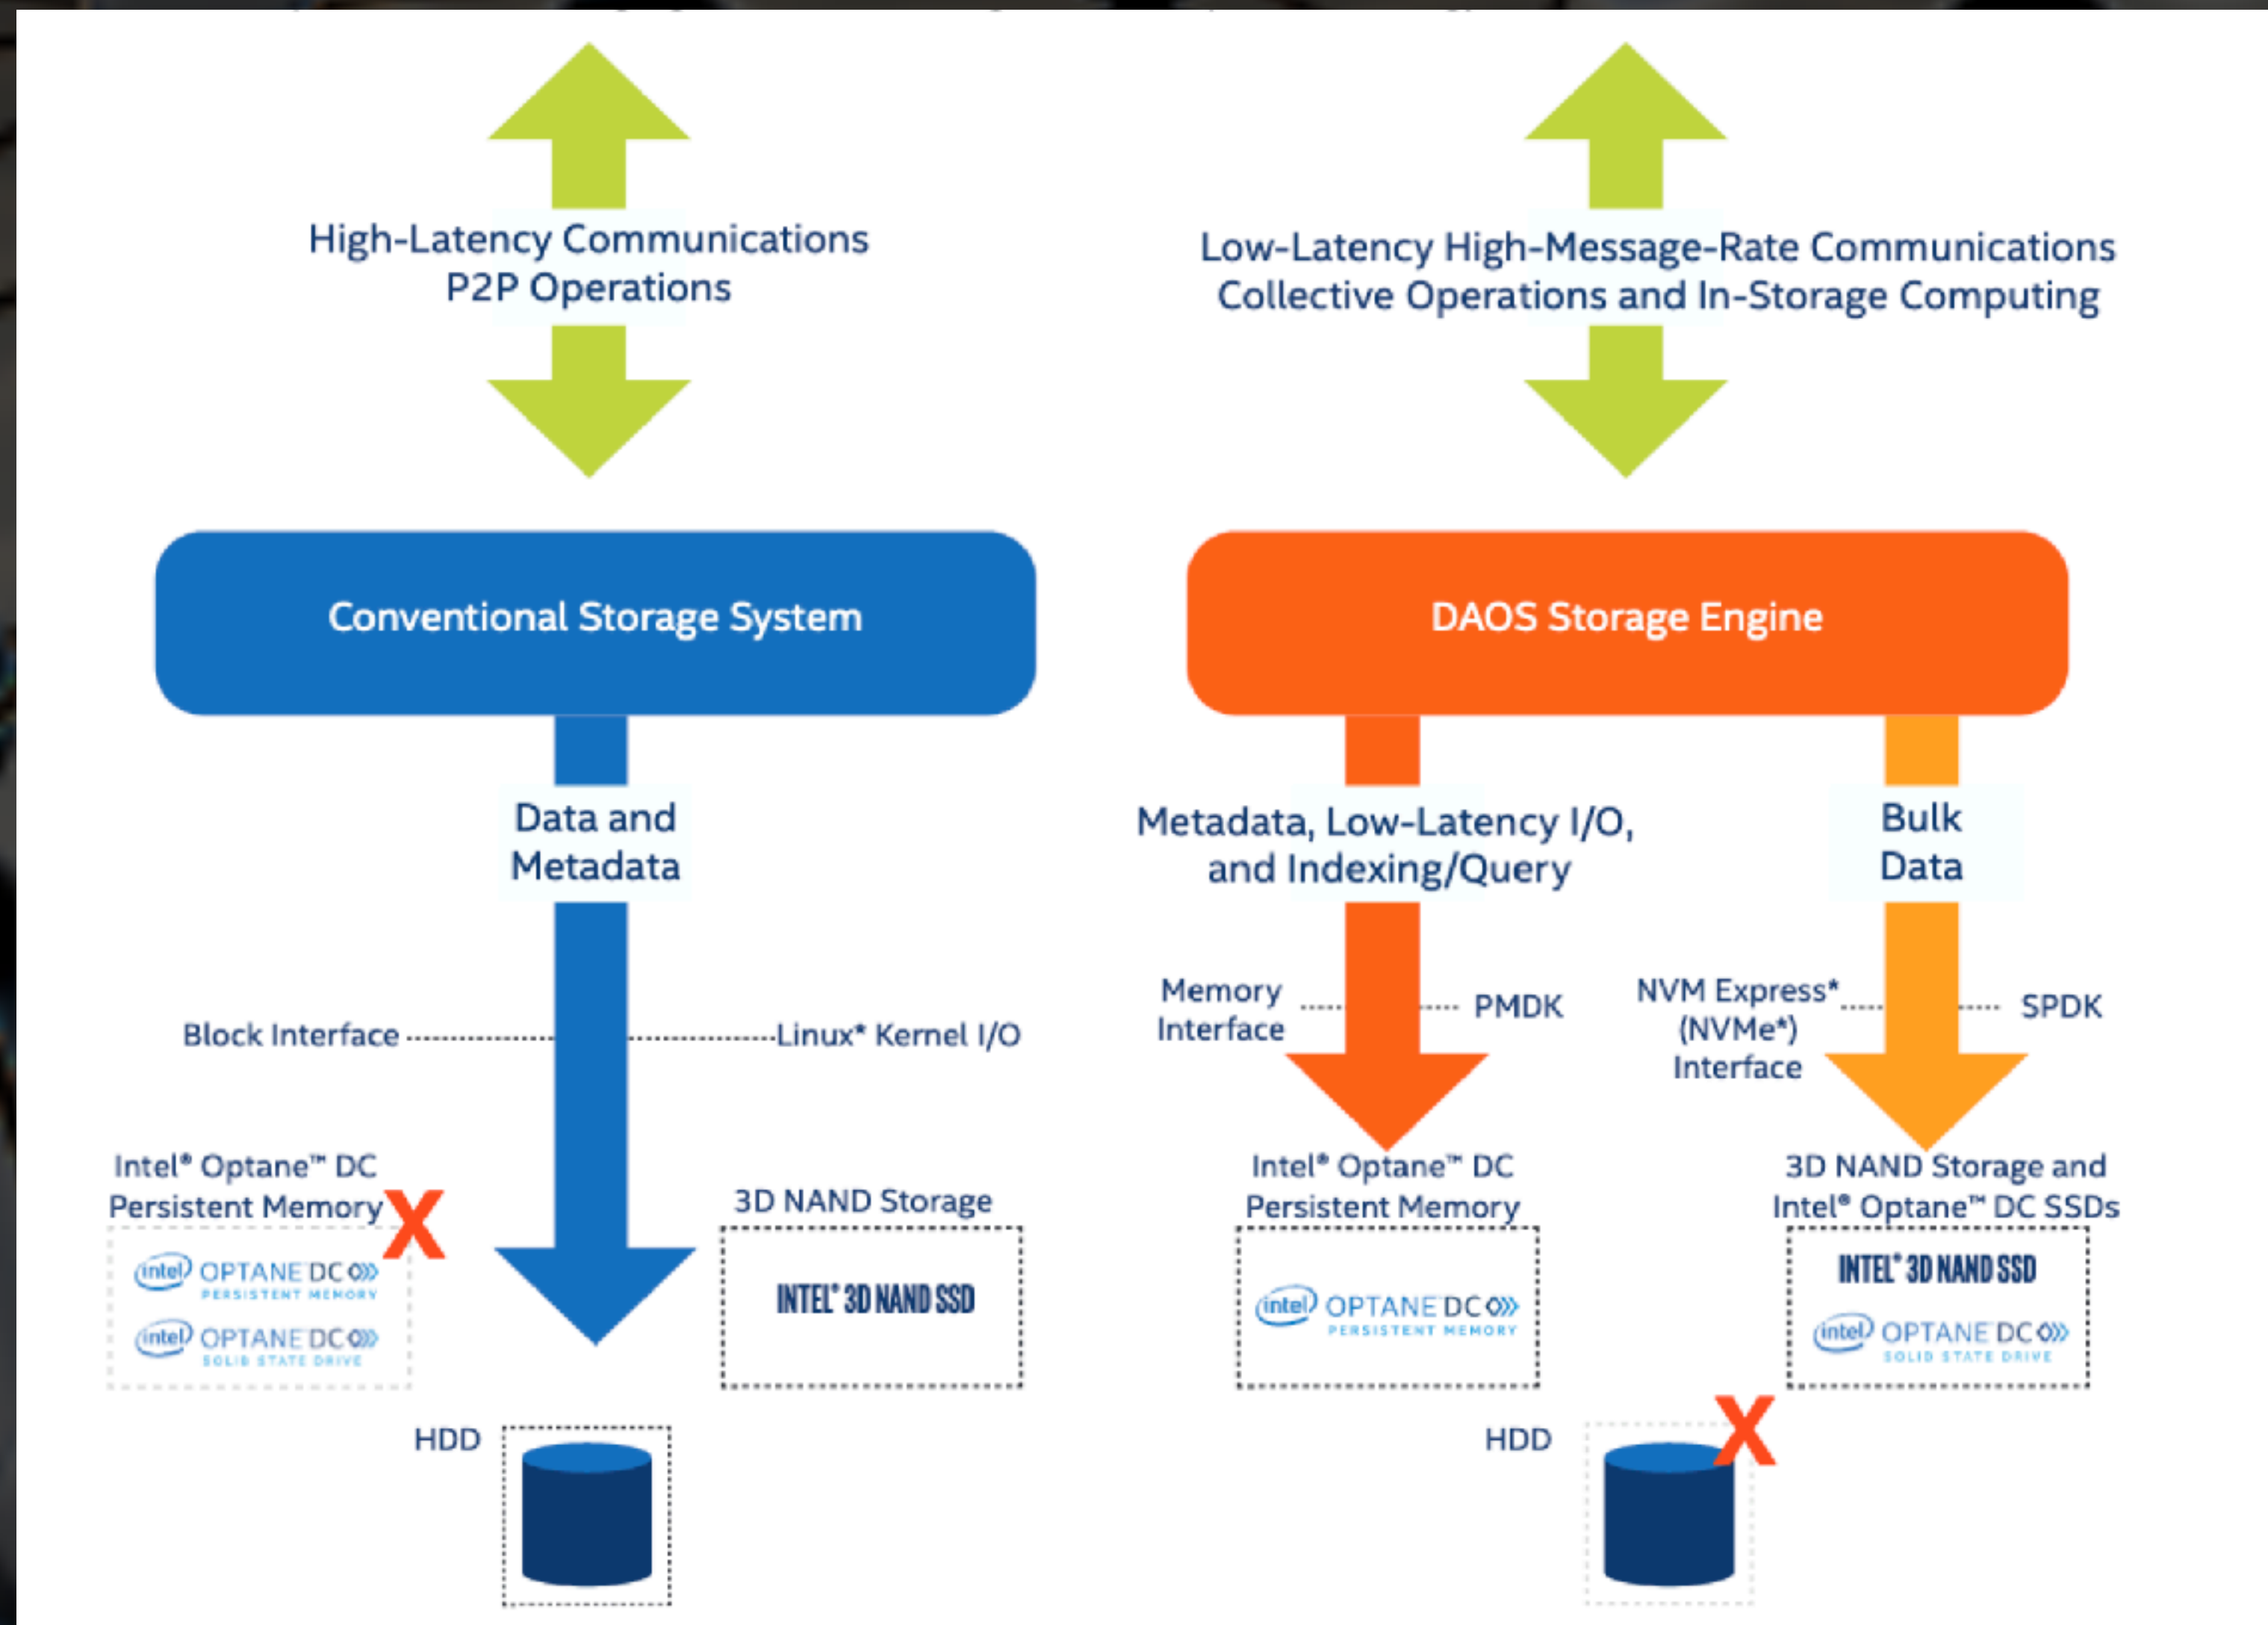 High-Latency Communications
P2P Operations
Low-Latency High-Message-Rate Communications
Collective Operations and In-Storage Computing
Conventional Storage System
DAOS Storage Engine
Data and
Metadata
Metadata, Low-Latency I/O,
and Indexing/Query
Bulk
Data
Block Interface
Linux* Kernel I/O
Memory
Interface
PMDK
NVM Express*
(NVMe*)
Interface
SPDK
Intel® Optane™ DC
Persistent Memory
X
intel OPTANE DC
PERSISTENT MEMORY
intel OPTANE DC
SOLID STATE DRIVE
3D NAND Storage
INTEL® 3D NAND SSD
HDD
Intel® Optane™ DC
Persistent Memory
intel OPTANE DC
PERSISTENT MEMORY
3D NAND Storage and
Intel® Optane™ DC SSDs
INTEL® 3D NAND SSD
intel OPTANE DC
SOLID STATE DRIVE
HDD
X